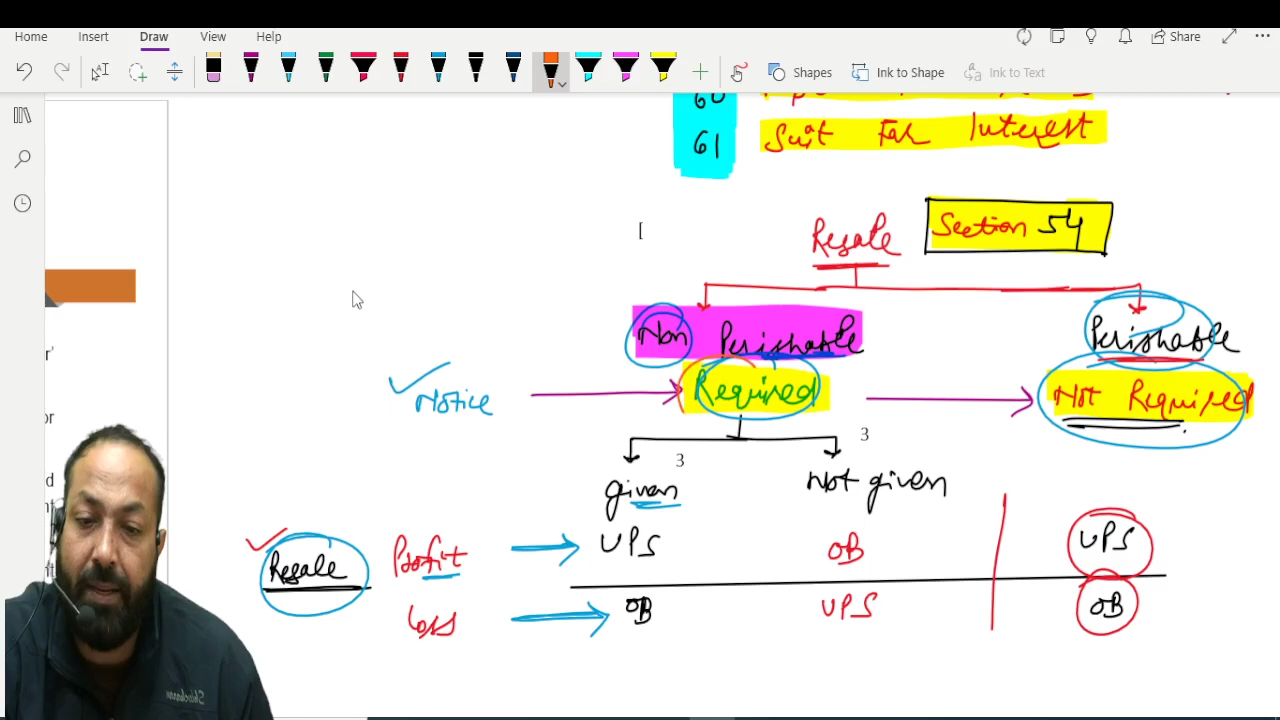 Home Insert Draw View Help Share
Shapes Ink to Shape Ink to Text
60
61 Suit For Interest
[
Resale Section 54
Non Perishable Perishable
Notice Required Not Required
3
3
given Not given
Resale Profit UPS OB UPS
Loss OB UPS OB
or
d
nt